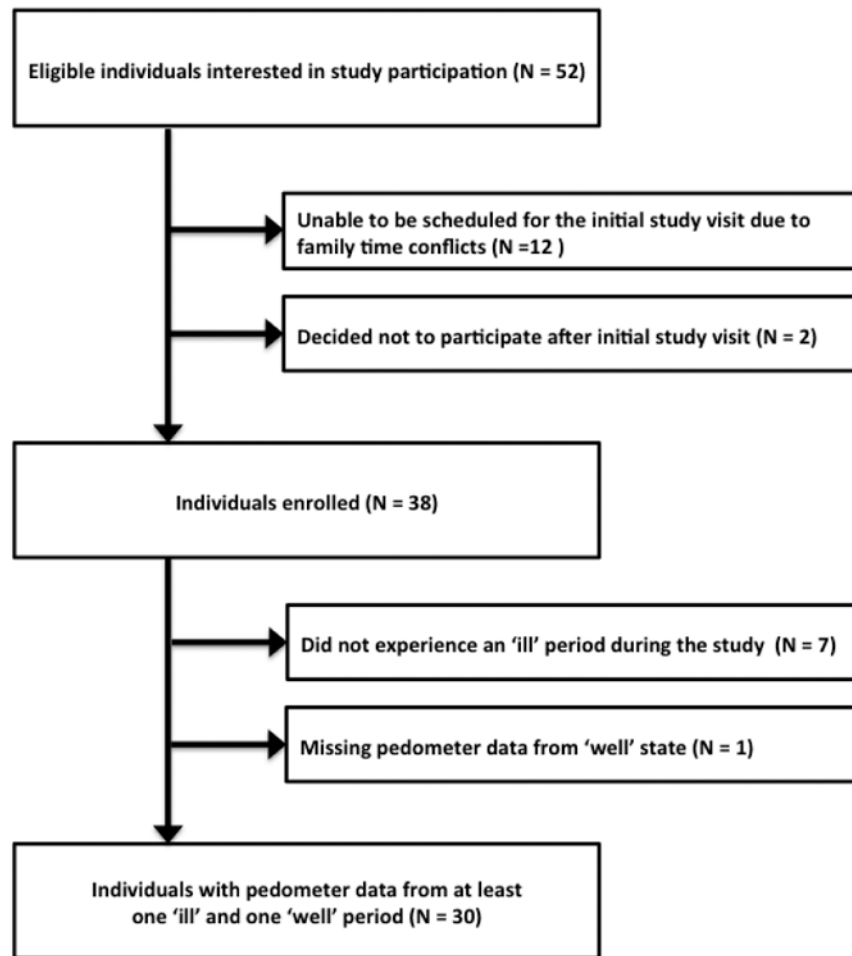 Eligible individuals interested in study participation (N = 52)
Unable to be scheduled for the initial study visit due to
family time conflicts (N =12 )
Decided not to participate after initial study visit (N = 2)
Individuals enrolled (N = 38)
Did not experience an ‘ill’ period during the study  (N = 7)
Missing pedometer data from ‘well’ state (N = 1)
Individuals with pedometer data from at least
one ‘ill’ and one ‘well’ period (N = 30)